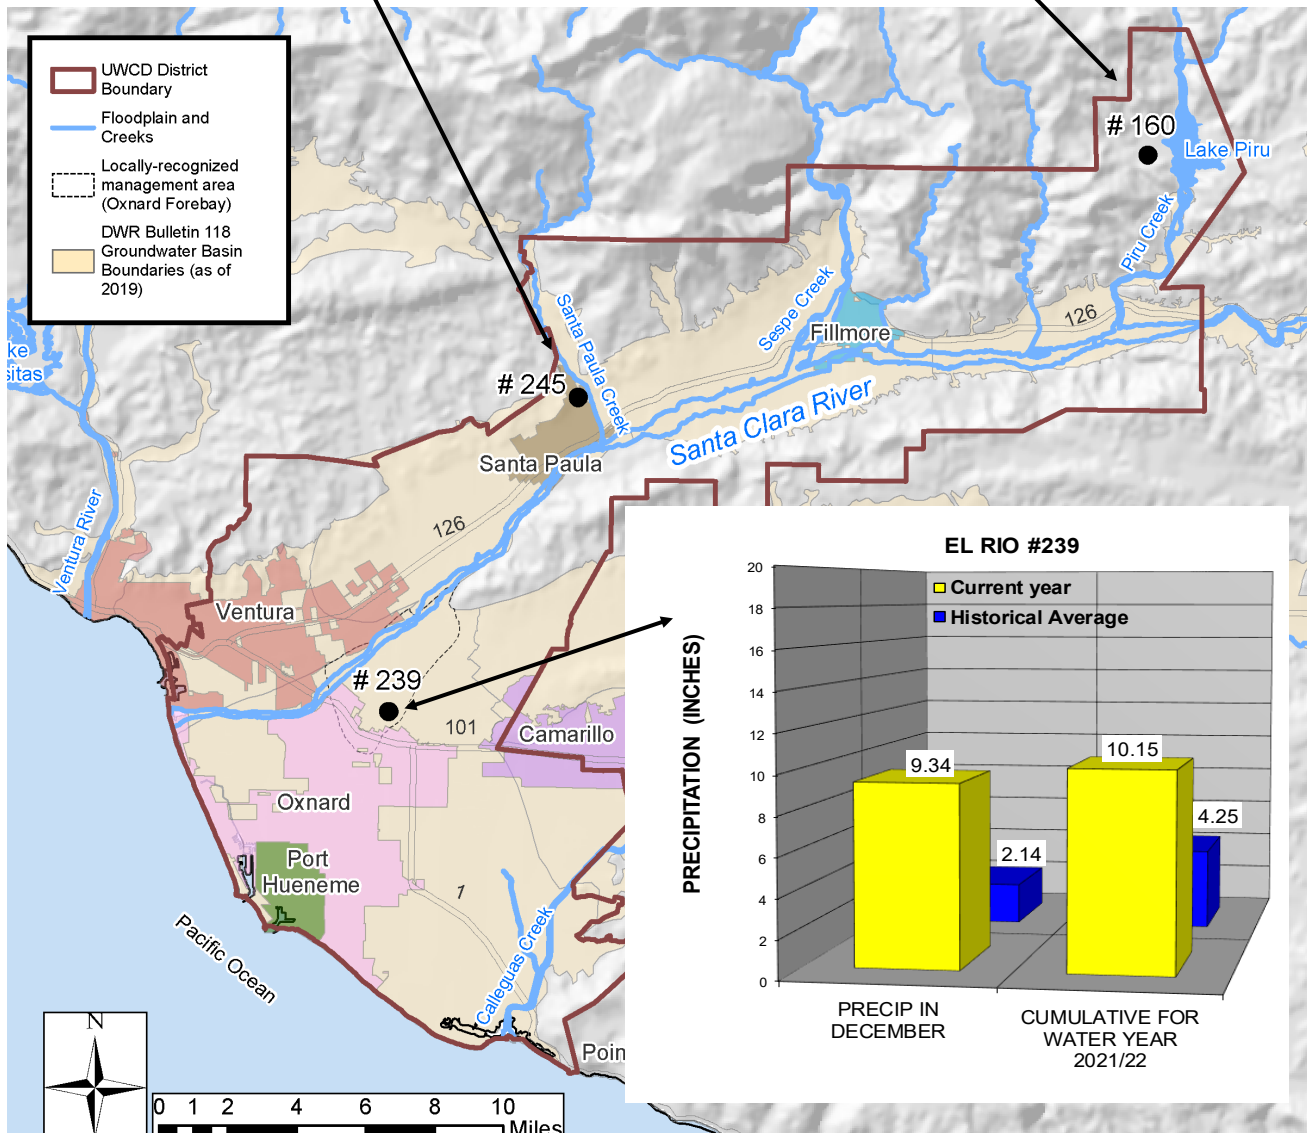 UWCD District
Boundary
Floodplain and
Creeks
Locally-recognized
management area
(Oxnard Forebay)
DWR Bulletin 118
Groundwater Basin
Boundaries (as of
2019)
# 160
Lake Piru
Piru Creek
126
Sespe Creek
Fillmore
Santa Paula Creek
# 245
Santa Clara River
Santa Paula
ke
sitas
Ventura River
126
Ventura
# 239
101
Camarillo
Oxnard
Port
Hueneme
1
Calleguas Creek
Pacific Ocean
Poin
N
0 1 2 4 6 8 10
Miles
EL RIO #239
Current year
Historical Average
PRECIPITATION (INCHES)
20
18
16
14
12
10
8
6
4
2
0
9.34
2.14
10.15
4.25
PRECIP IN
DECEMBER
CUMULATIVE FOR
WATER YEAR
2021/22